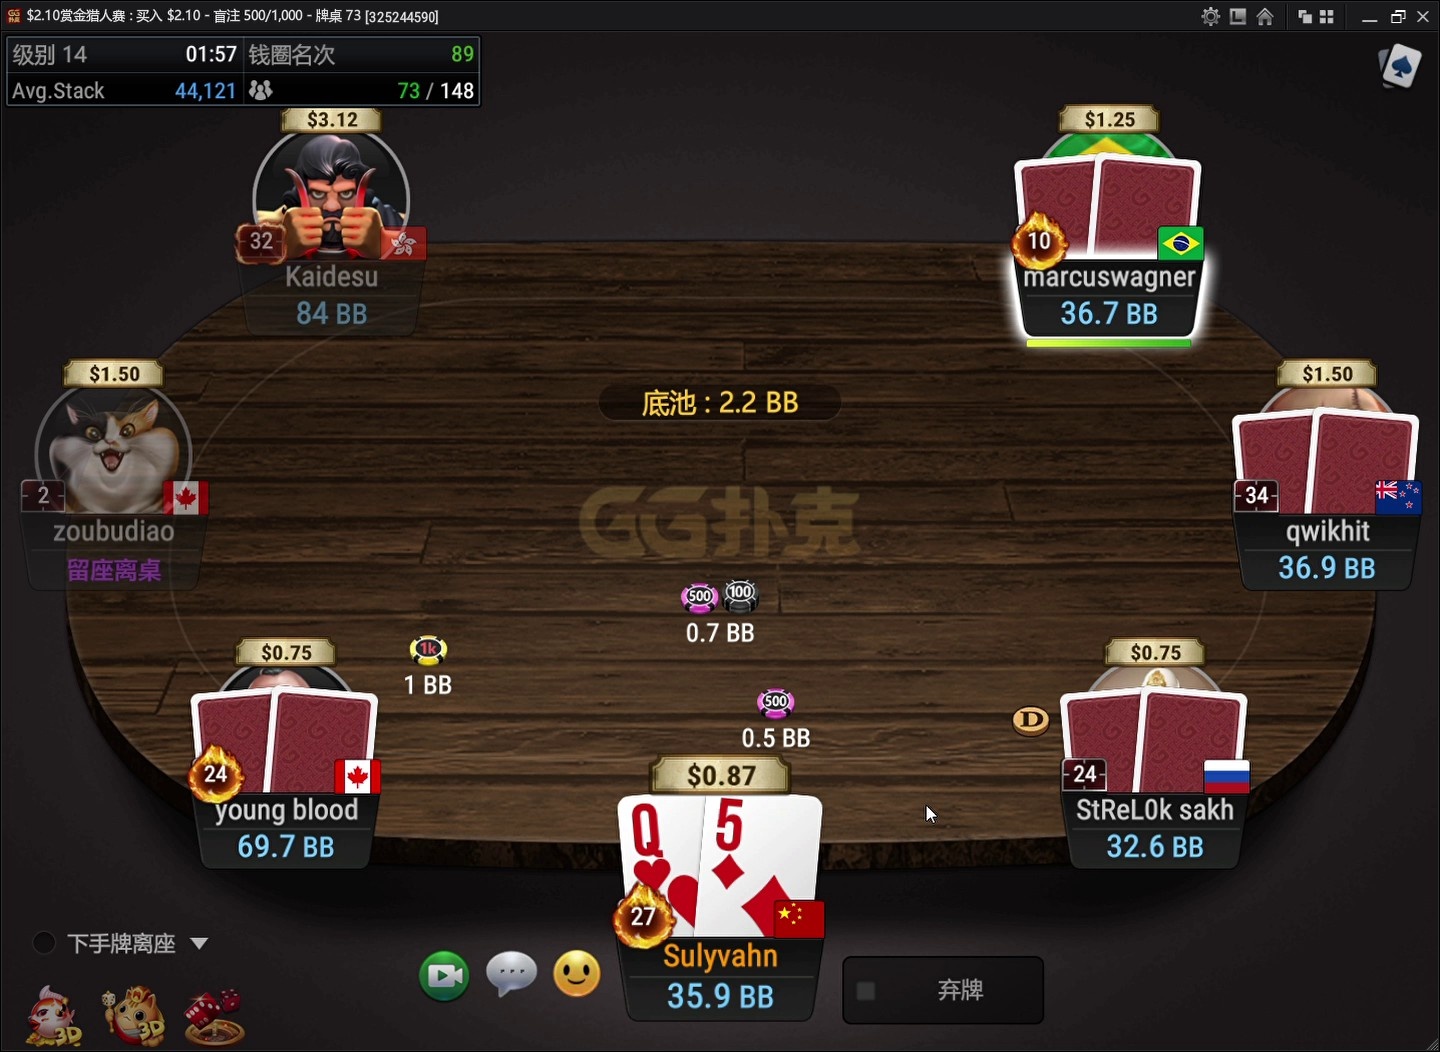 $2.10赏金猎人赛 : 买入 $2.10 - 盲注 500/1,000 - 牌桌 73 [325244590]
级别 14 01:57 钱圈名次 89
Avg.Stack 44,121 73 / 148
$3.12
32
Kaidesu
84 BB
$1.25
10
marcuswagner
36.7 BB
$1.50
2
zoubudiao
留座离桌
底池 : 2.2 BB
$1.50
34
qwikhit
36.9 BB
GG扑克
500 100
0.7 BB
$0.75
24
young blood
69.7 BB
1k
1 BB
500
0.5 BB
D
$0.75
24
StReL0k sakh
32.6 BB
$0.87
Q 5
27
Sulyvahn
35.9 BB
下手牌离座
弃牌
3D 3D